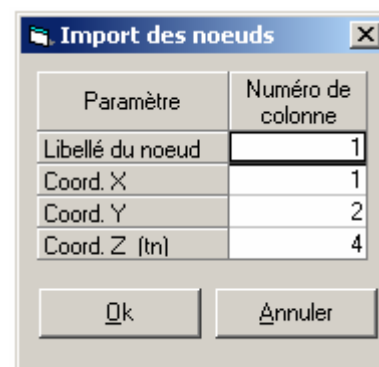 Import des noeuds
Paramètre Numéro de colonne
Libellé du noeud 1
Coord. X 1
Coord. Y 2
Coord. Z (tn) 4
Ok Annuler